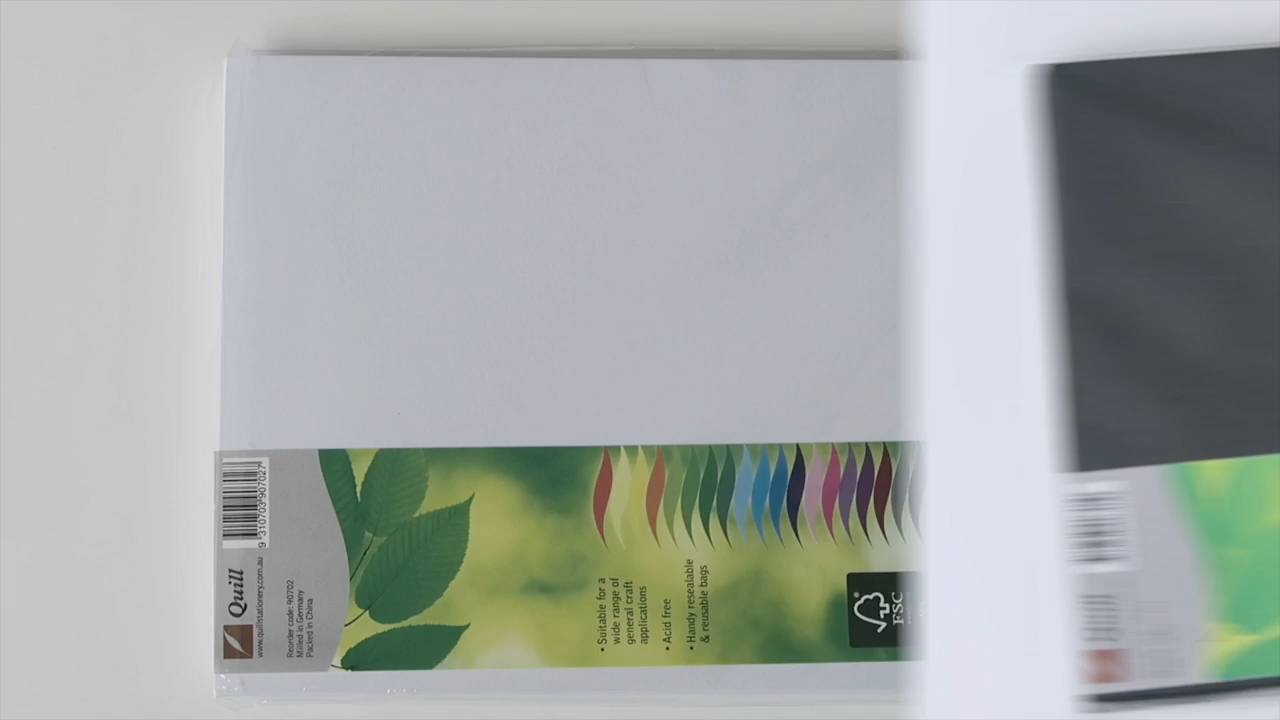 9 310703 907027
Quill
www.quillstationery.com.au
Reorder code: 90702
Milled in Germany
Packed in China
• Suitable for a
wide range of
general craft
applications
• Acid free
• Handy resealable
& reusable bags
FSC